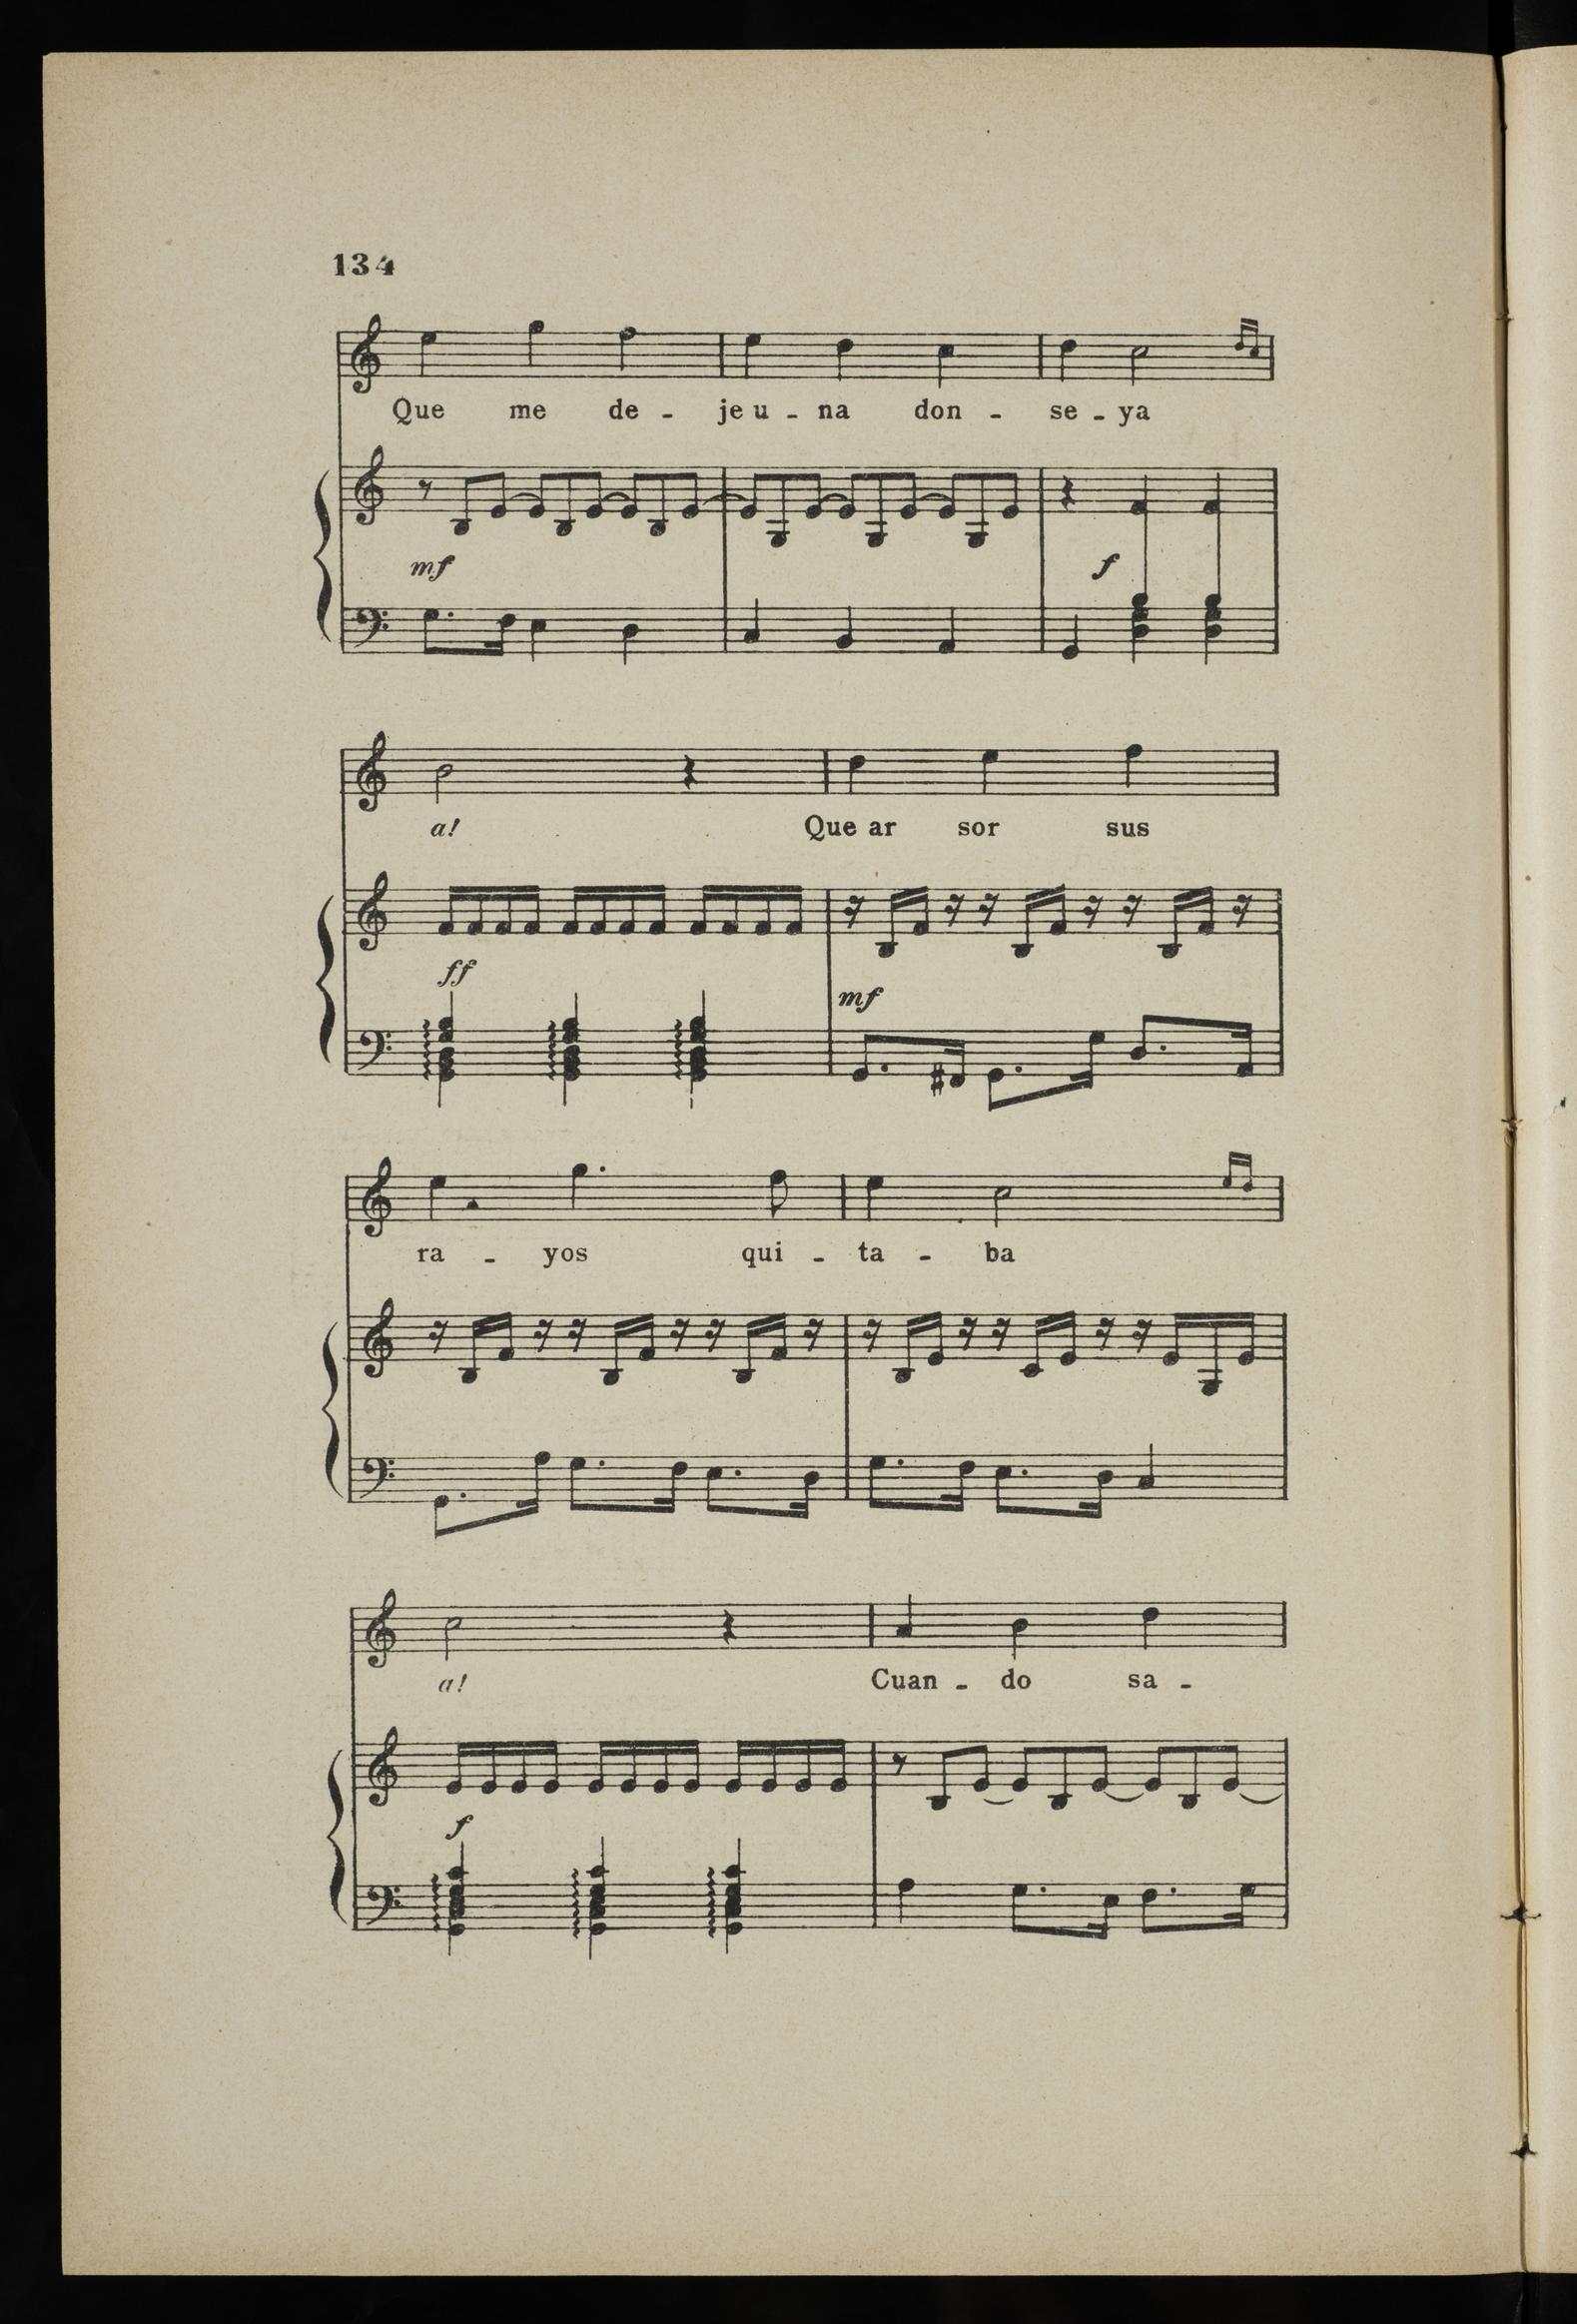 134
Que me de - jeu - na don - se - ya
mf
f
a! Que ar sor sus
ff
mf
ra - yos qui - ta - ba
a! Cuan - do sa -
f